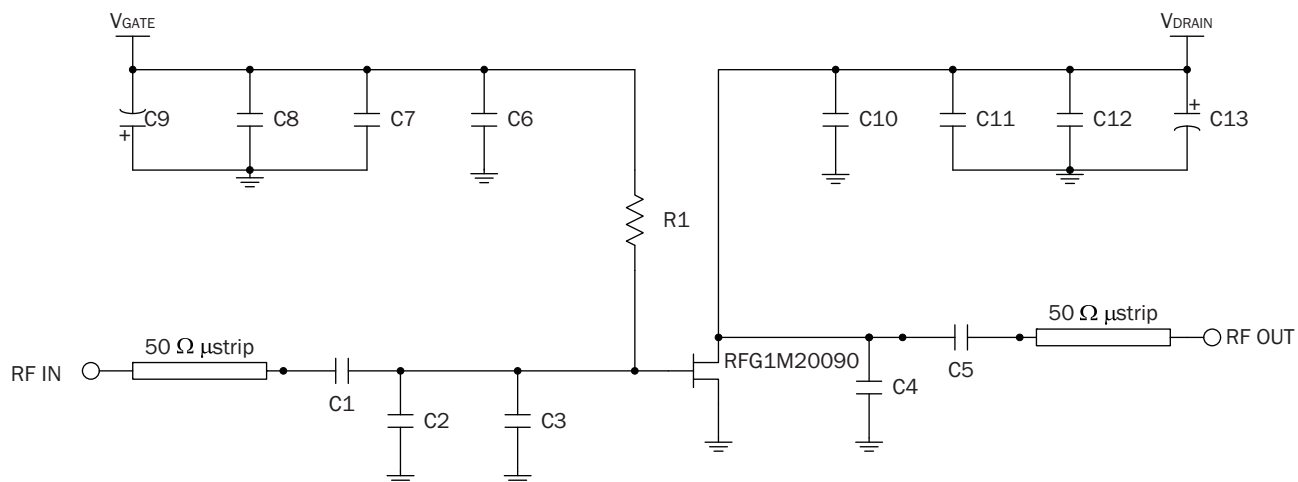 VGATE
VDRAIN
C9
+
C8
C7
C6
C10
C11
C12
+
C13
R1
50 Ω µstrip
RF IN
C1
C2
C3
RFG1M20090
C4
C5
50 Ω µstrip
RF OUT